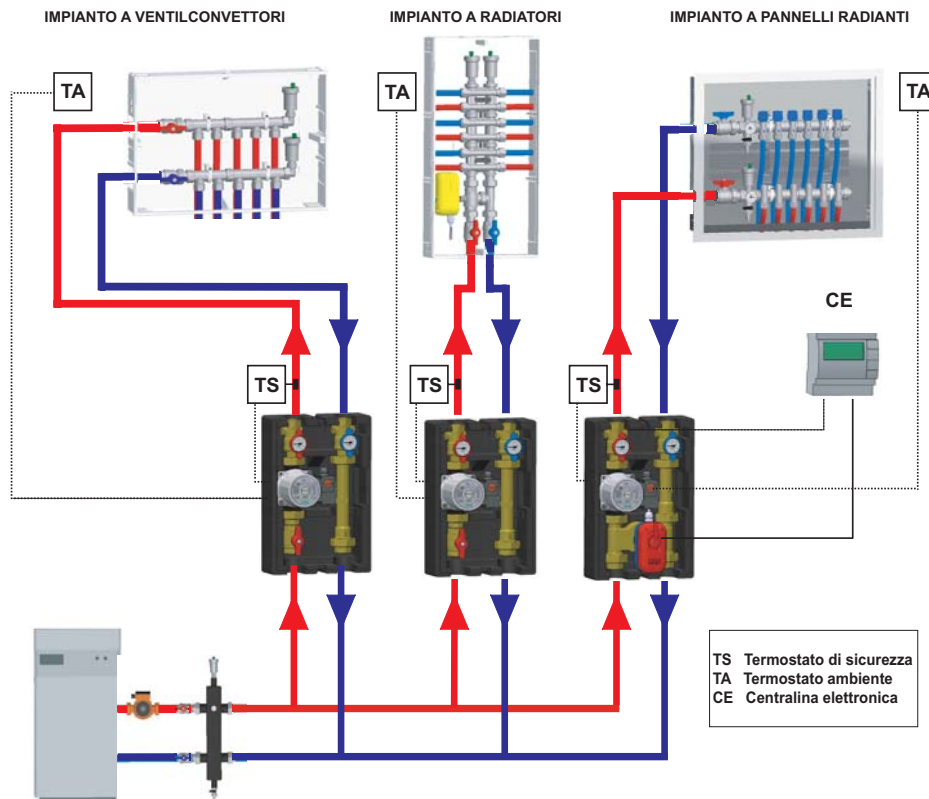 IMPIANTO A VENTILCONVETTORI
IMPIANTO A RADIATORI
IMPIANTO A PANNELLI RADIANTI
TA
TA
TA
CE
TS
TS
TS
TS Termostato di sicurezza
TA Termostato ambiente
CE Centralina elettronica